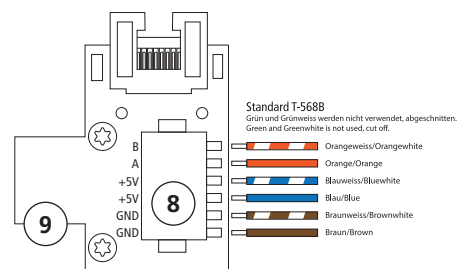 Standard T-568B
Grün und Grünweiss werden nicht verwendet, abgeschnitten.
Green and Greenwhite is not used, cut off.
B Orangeweiss/Orangewhite
A Orange/Orange
+5V Blauweiss/Bluewhite
+5V Blau/Blue
GND Braunweiss/Brownwhite
GND Braun/Brown
8
9